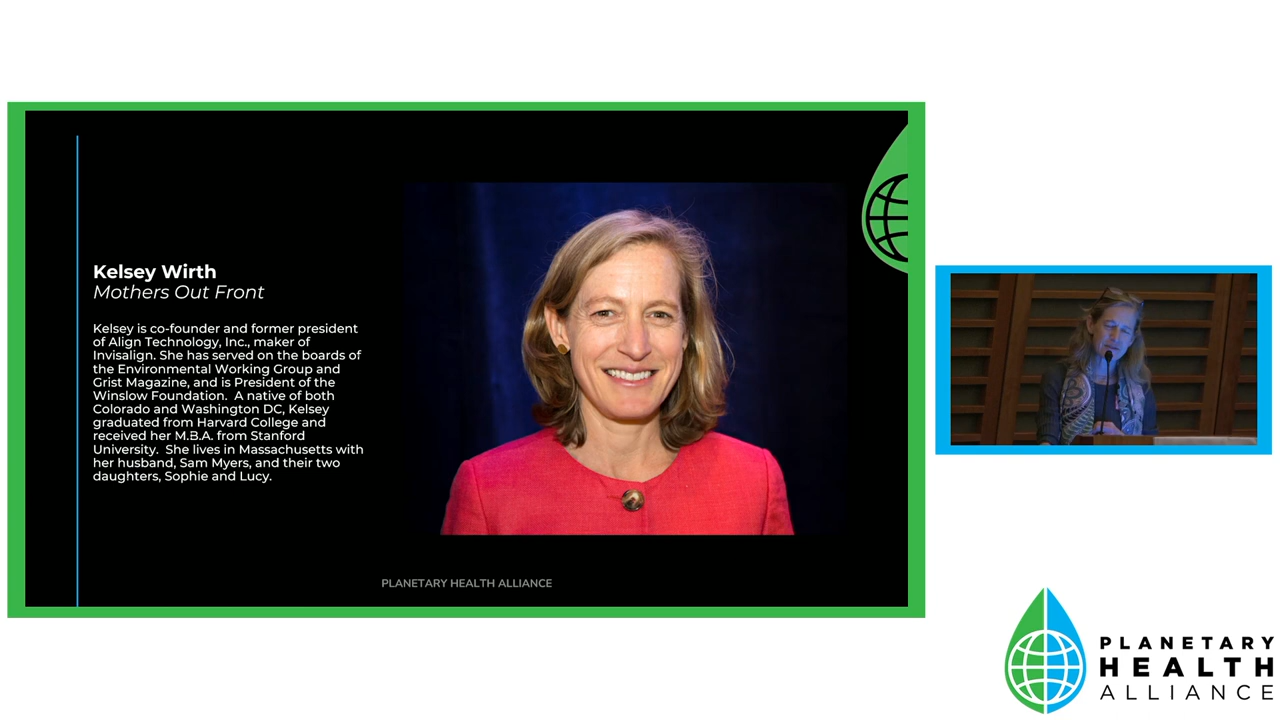 Kelsey Wirth
Mothers Out Front
Kelsey is co-founder and former president
of Align Technology, Inc., maker of
Invisalign. She has served on the boards of
the Environmental Working Group and
Grist Magazine, and is President of the
Winslow Foundation.  A native of both
Colorado and Washington DC, Kelsey
graduated from Harvard College and
received her M.B.A. from Stanford
University.  She lives in Massachusetts with
her husband, Sam Myers, and their two
daughters, Sophie and Lucy.
PLANETARY HEALTH ALLIANCE
PLANETARY
HEALTH
ALLIANCE